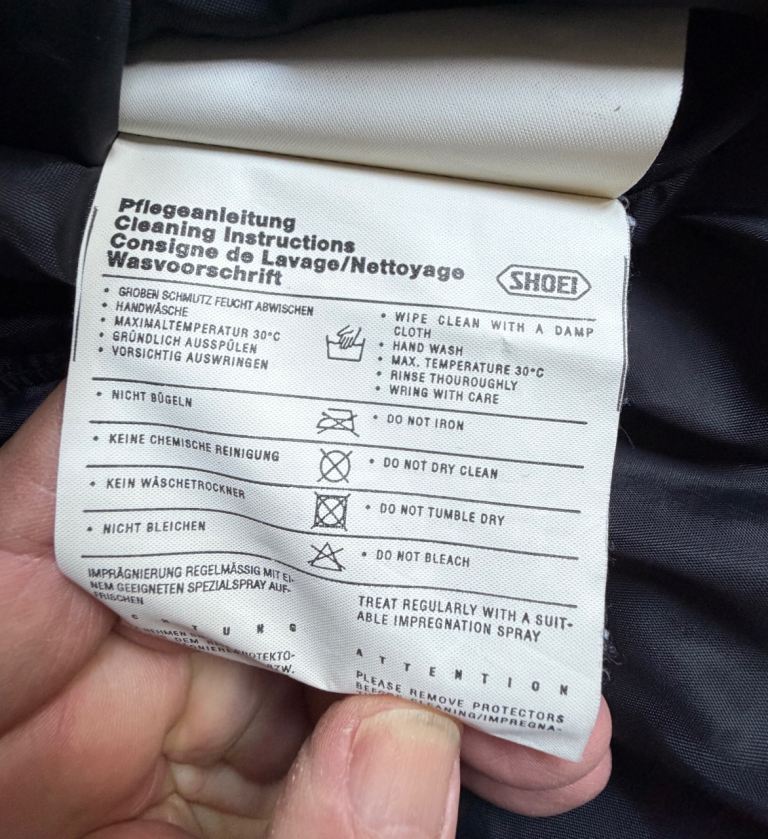 Pflegeanleitung
Cleaning Instructions
Consigne de Lavage/Nettoyage
Wasvoorschrift
SHOEI
• GROBEN SCHMUTZ FEUCHT ABWISCHEN
• HANDWÄSCHE
• MAXIMALTEMPERATUR 30°C
• GRÜNDLICH AUSSPÜLEN
• VORSICHTIG AUSWRINGEN
• WIPE CLEAN WITH A DAMP
CLOTH
• HAND WASH
• MAX. TEMPERATURE 30°C
• RINSE THOUROUGHLY
• WRING WITH CARE
• NICHT BÜGELN
• DO NOT IRON
• KEINE CHEMISCHE REINIGUNG
• DO NOT DRY CLEAN
• KEIN WÄSCHETROCKNER
• DO NOT TUMBLE DRY
• NICHT BLEICHEN
• DO NOT BLEACH
IMPRÄGNIERUNG REGELMÄSSIG MIT EI-
NEM GEEIGNETEN SPEZIALSPRAY AUF-
FRISCHEN
TREAT REGULARLY WITH A SUIT-
ABLE IMPREGNATION SPRAY
ATTENTION
PLEASE REMOVE PROTECTORS
BEFORE CLEANING/IMPREGNA-